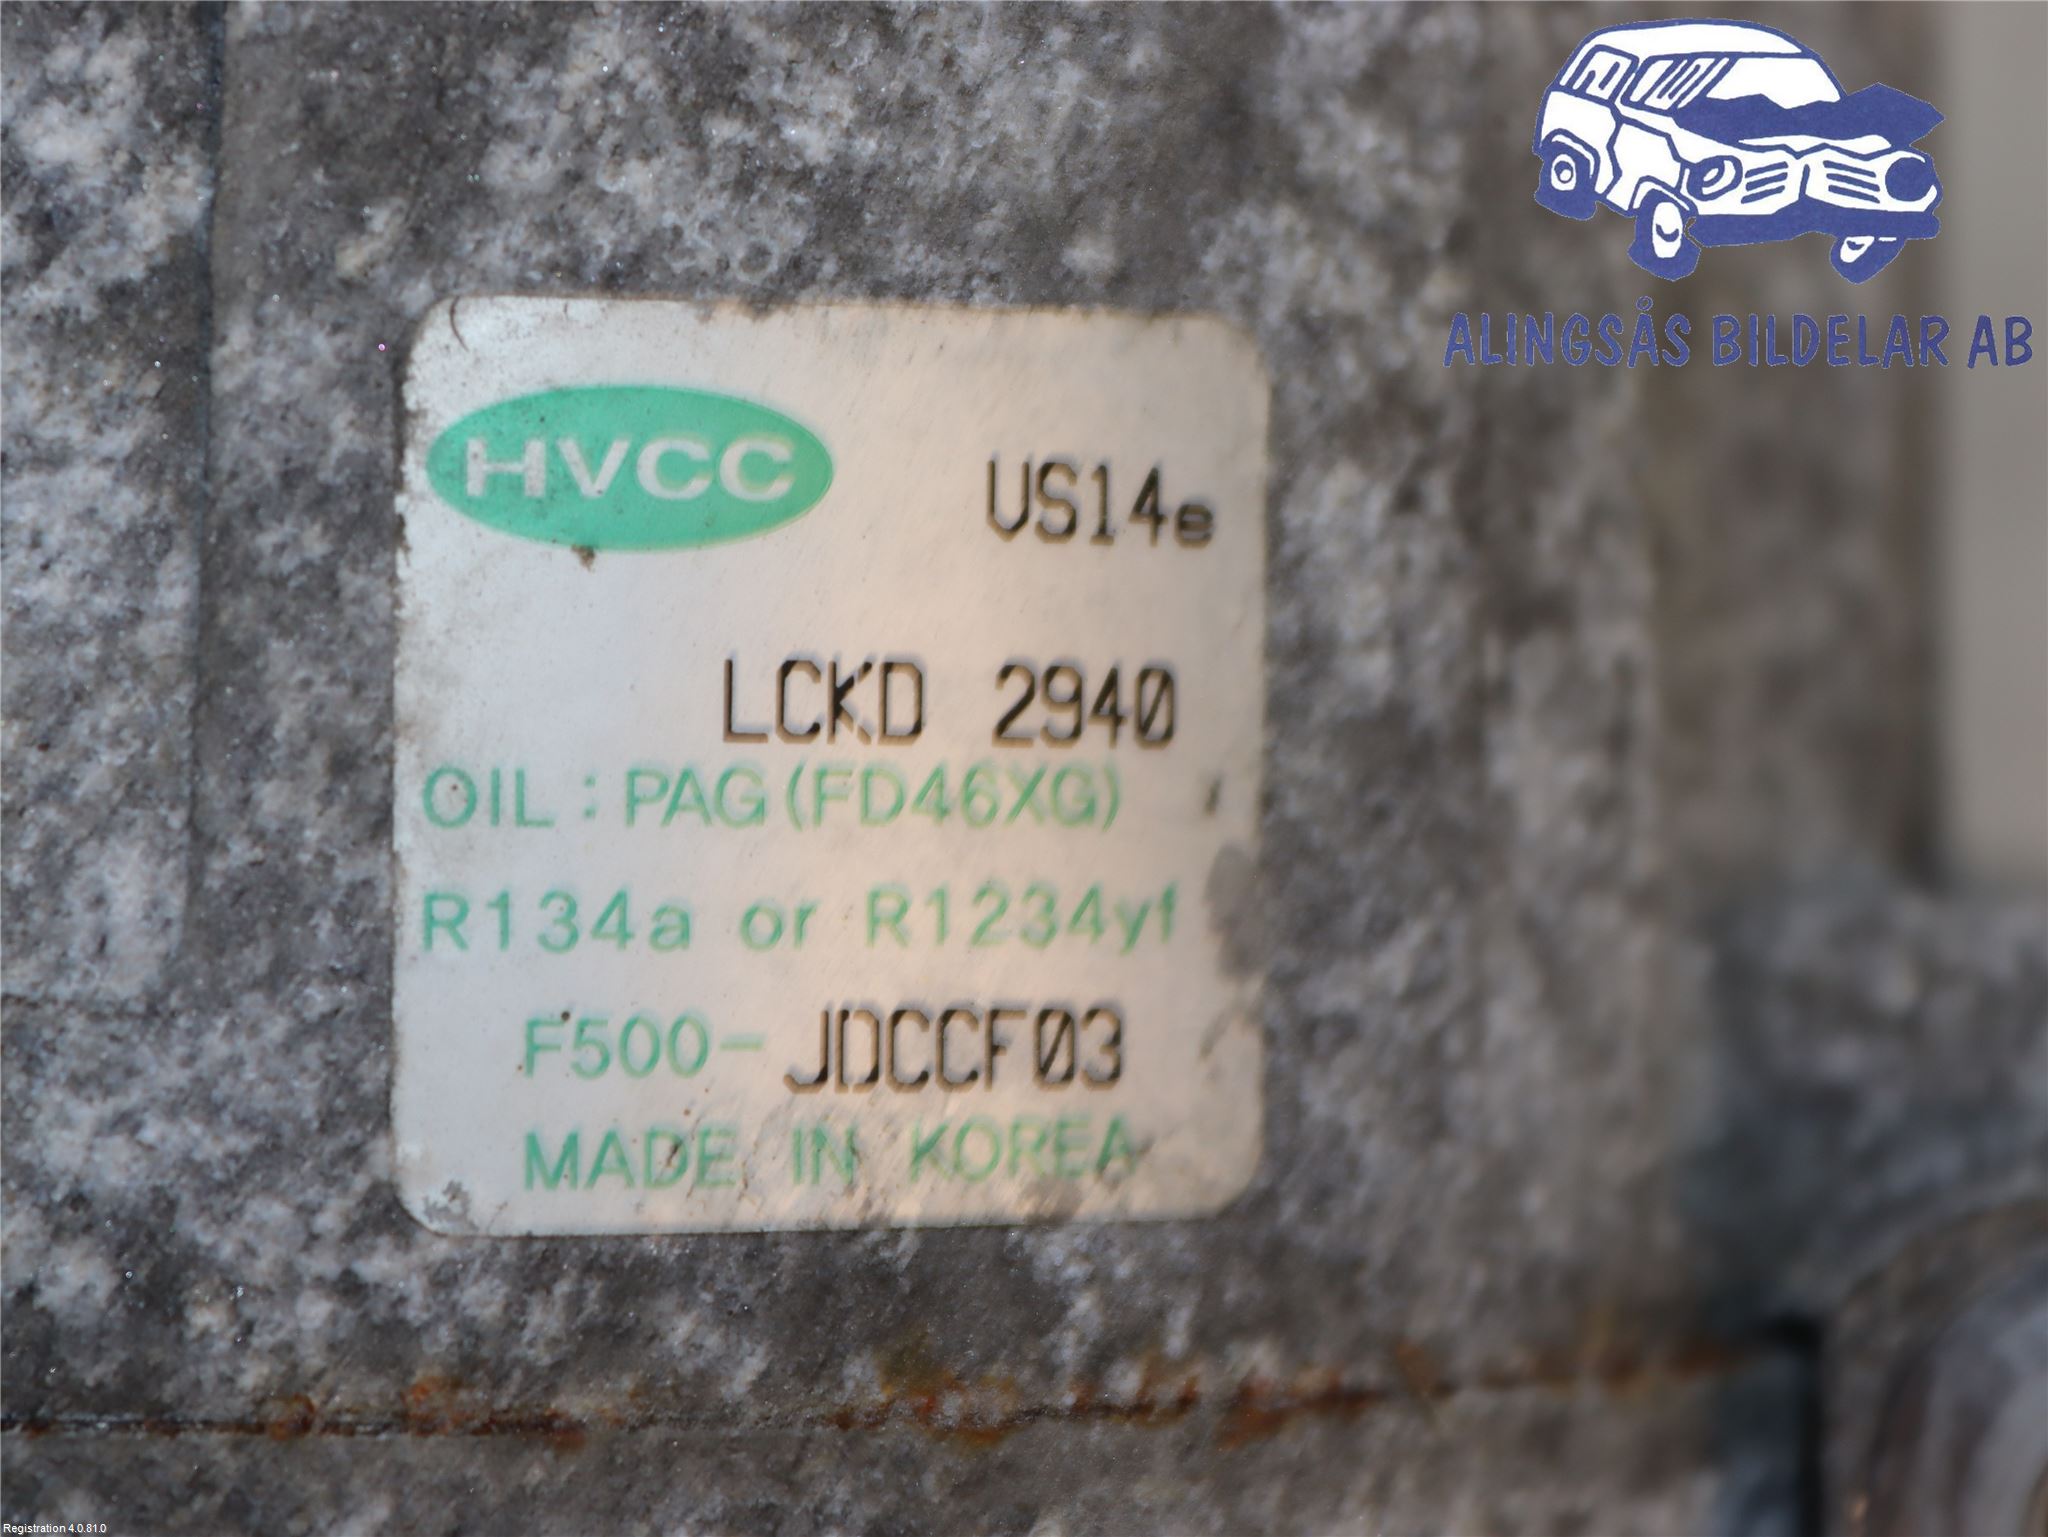 ALINGSÅS BILDELAR AB
HVCC
VS14e
LCKD 2940
OIL : PAG (FD46XG)
R134a or R1234yf
F500- JDCCF03
MADE IN KOREA
Registration 4.0.81.0